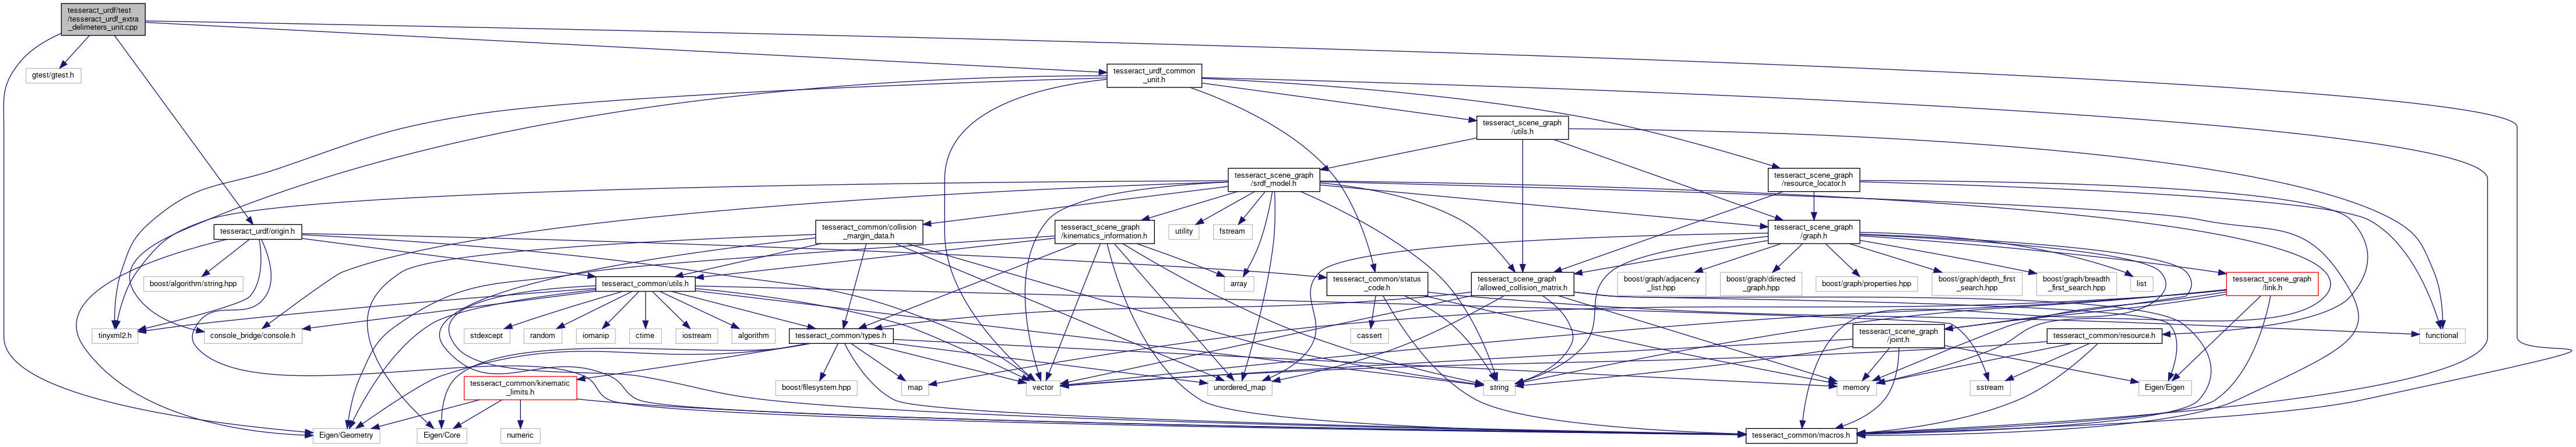 tesseract_urdf/test
/tesseract_urdf_extra
_delimeters_unit.cpp
gtest/gtest.h
tesseract_urdf_common
_unit.h
tesseract_scene_graph
/utils.h
tesseract_scene_graph
/srdf_model.h
tesseract_scene_graph
/resource_locator.h
tesseract_urdf/origin.h
tesseract_common/collision
_margin_data.h
tesseract_scene_graph
/kinematics_information.h
utility
fstream
tesseract_scene_graph
/graph.h
boost/algorithm/string.hpp
tesseract_common/utils.h
array
tesseract_common/status
_code.h
tesseract_scene_graph
/allowed_collision_matrix.h
boost/graph/adjacency
_list.hpp
boost/graph/directed
_graph.hpp
boost/graph/properties.hpp
boost/graph/depth_first
_search.hpp
boost/graph/breadth
_first_search.hpp
list
tesseract_scene_graph
/link.h
tinyxml2.h
console_bridge/console.h
stdexcept
random
iomanip
ctime
iostream
algorithm
tesseract_common/types.h
cassert
tesseract_scene_graph
/joint.h
tesseract_common/resource.h
functional
tesseract_common/kinematic
_limits.h
boost/filesystem.hpp
map
vector
unordered_map
string
memory
sstream
Eigen/Eigen
Eigen/Geometry
Eigen/Core
numeric
tesseract_common/macros.h